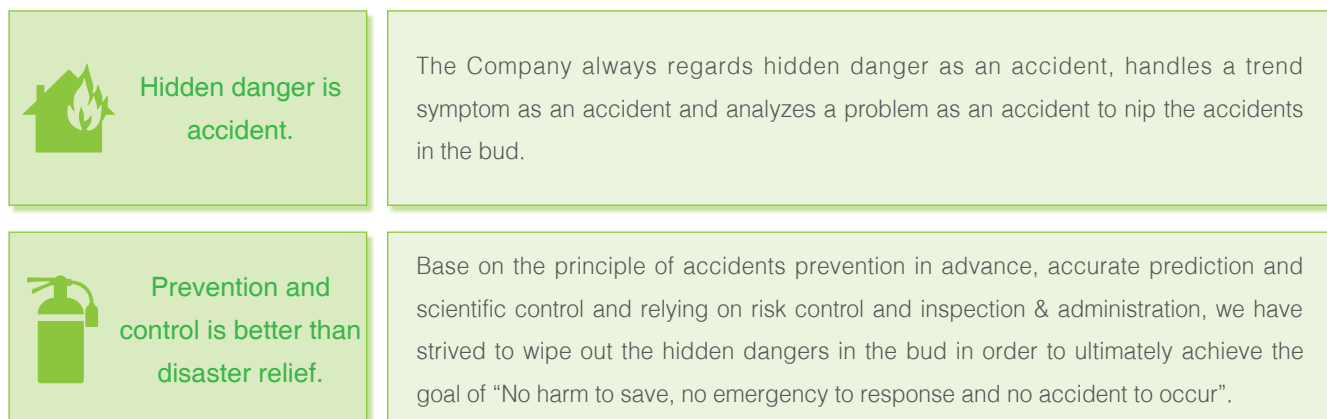 Hidden danger is
accident.
The Company always regards hidden danger as an accident, handles a trend
symptom as an accident and analyzes a problem as an accident to nip the accidents
in the bud.
Prevention and
control is better than
disaster relief.
Base on the principle of accidents prevention in advance, accurate prediction and
scientific control and relying on risk control and inspection & administration, we have
strived to wipe out the hidden dangers in the bud in order to ultimately achieve the
goal of “No harm to save, no emergency to response and no accident to occur”.